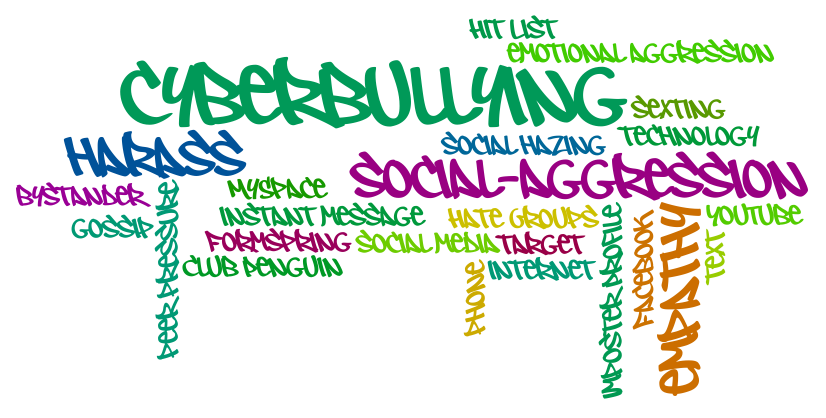 HIT LIST
EMOTIONAL AGGRESSION
CYBERBULLYING
SEXTING
TECHNOLOGY
HARASS
SOCIAL HAZING
SOCIAL-AGGRESSION
BYSTANDER
MYSPACE
GOSSIP
INSTANT MESSAGE
HATE GROUPS
YOUTUBE
FORMSPRING
SOCIAL MEDIA
TARGET
CLUB PENGUIN
INTERNET
PEER PRESSURE
PHONE
IMPOSTER PROFILE
FACEBOOK
EMPATHY
TEXT